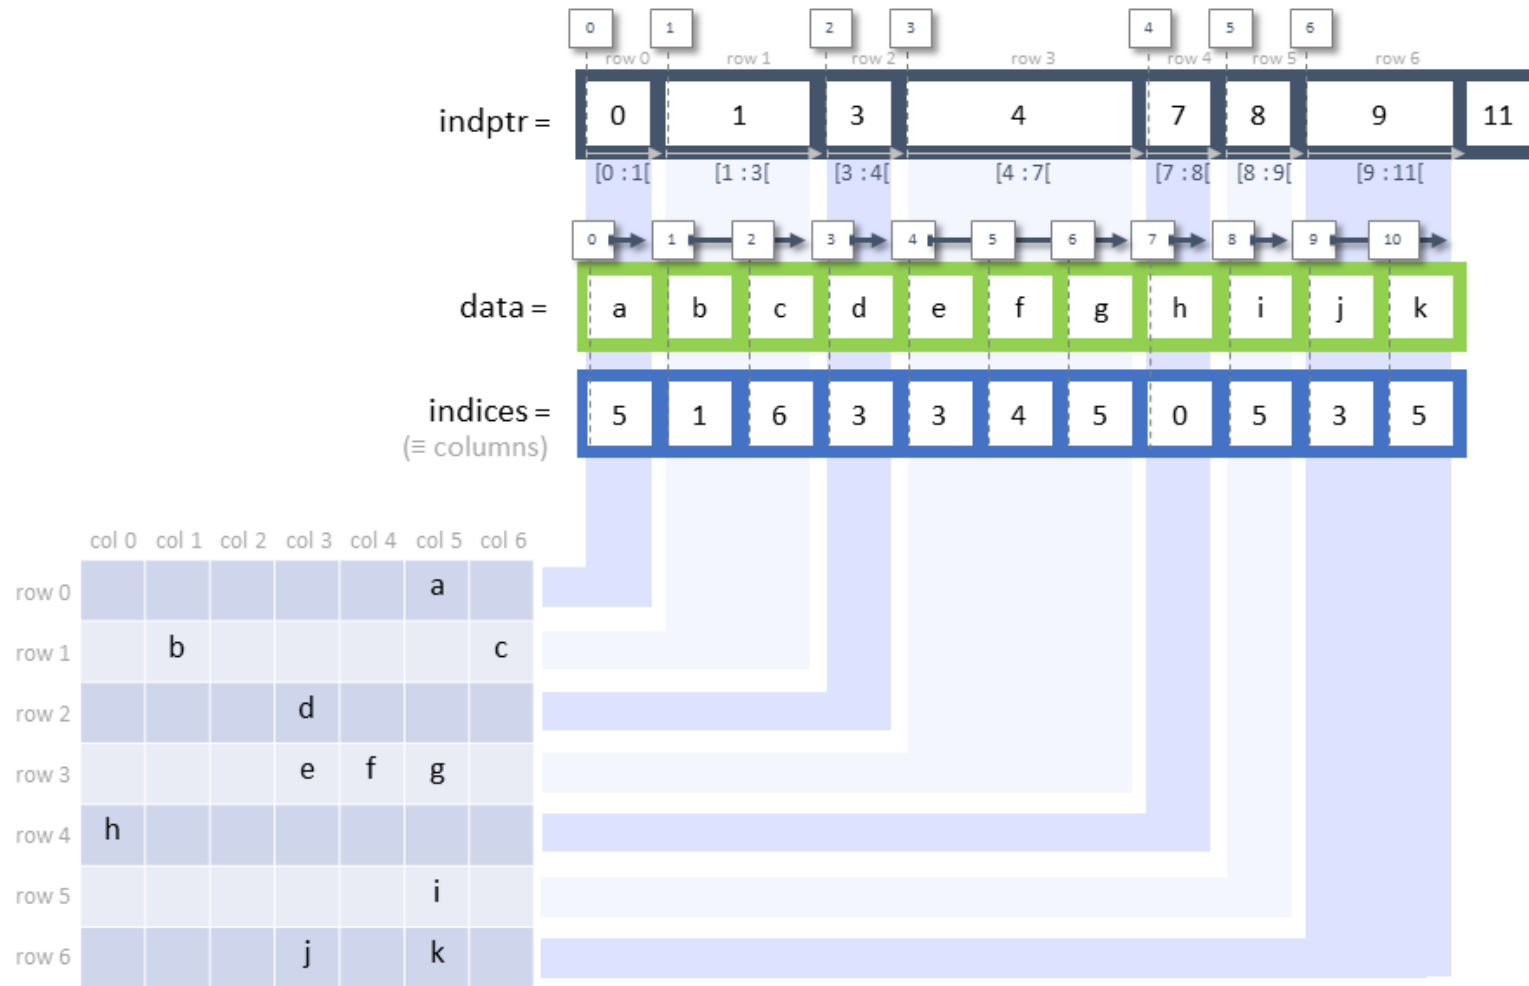 0 1 2 3 4 5 6
row 0 row 1 row 2 row 3 row 4 row 5 row 6
indptr = 0 1 3 4 7 8 9 11
[0 : 1[ [1 : 3[ [3 : 4[ [4 : 7[ [7 : 8[ [8 : 9[ [9 : 11[
0 1 2 3 4 5 6 7 8 9 10
data = a b c d e f g h i j k
indices = 5 1 6 3 3 4 5 0 5 3 5
(≡ columns)
col 0 col 1 col 2 col 3 col 4 col 5 col 6
row 0 a
row 1 b c
row 2 d
row 3 e f g
row 4 h
row 5 i
row 6 j k